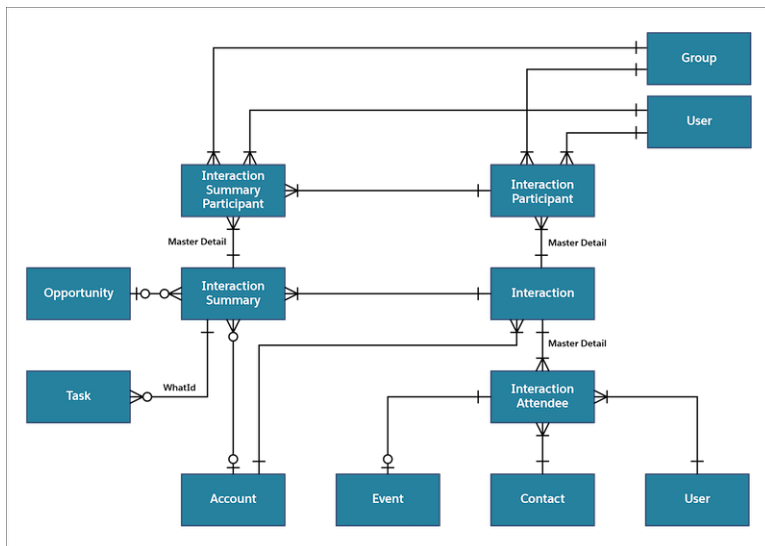 Group
User
Interaction
Summary
Participant
Interaction
Participant
Master Detail
Master Detail
Opportunity
Interaction
Summary
Interaction
Master Detail
Task
WhatId
Interaction
Attendee
Account
Event
Contact
User